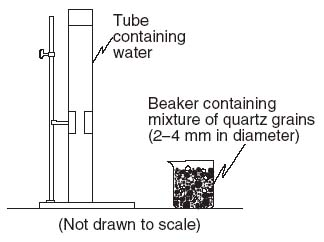 Tube
containing
water
Beaker containing
mixture of quartz grains
(2–4 mm in diameter)
(Not drawn to scale)